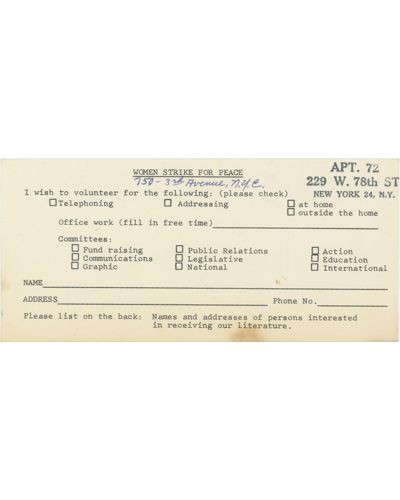 WOMEN STRIKE FOR PEACE
750-3rd Avenue, N.Y.C.
APT. 72
229 W. 78th ST
NEW YORK 24, N.Y.
I wish to volunteer for the following: (please check)
☐ Telephoning ☐ Addressing ☐ at home
☐ outside the home
Office work (fill in free time)
Committees:
☐ Fund raising ☐ Public Relations ☐ Action
☐ Communications ☐ Legislative ☐ Education
☐ Graphic ☐ National ☐ International
NAME
ADDRESS Phone No.
Please list on the back: Names and addresses of persons interested
in receiving our literature.